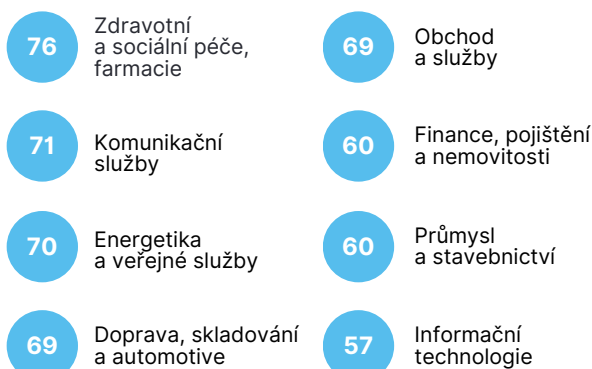 76
Zdravotní
a sociální péče,
farmacie
71
Komunikační
služby
70
Energetika
a veřejné služby
69
Doprava, skladování
a automotive
69
Obchod
a služby
60
Finance, pojištění
a nemovitosti
60
Průmysl
a stavebnictví
57
Informační
technologie